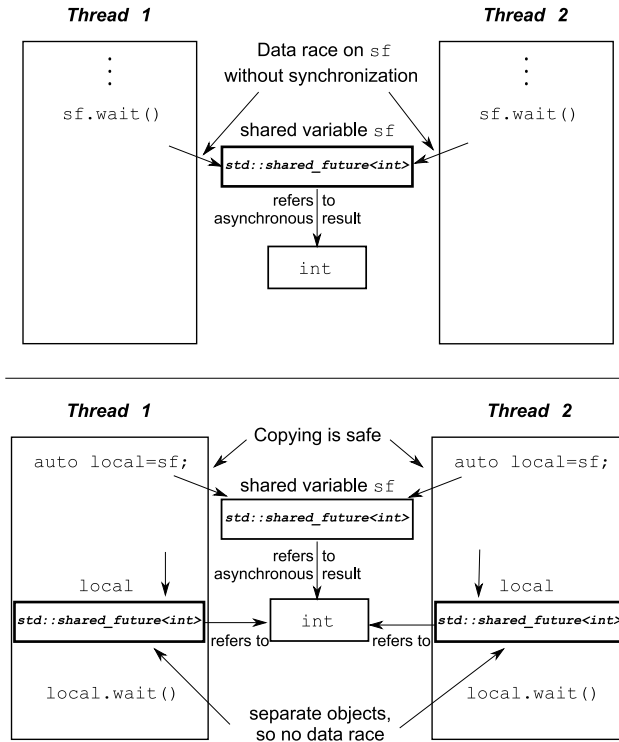 Thread 1
Thread 2
Data race on sf
without synchronization
sf.wait()
sf.wait()
shared variable sf
std::shared_future<int>
refers to
asynchronous result
int
Thread 1
Thread 2
Copying is safe
auto local=sf;
auto local=sf;
shared variable sf
std::shared_future<int>
refers to
asynchronous result
local
local
std::shared_future<int>
int
std::shared_future<int>
refers to
refers to
local.wait()
local.wait()
separate objects,
so no data race